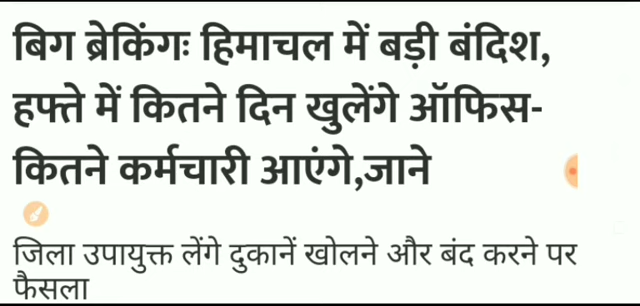 बिग ब्रेकिंगः हिमाचल में बड़ी बंदिश,
हफ्ते में कितने दिन खुलेंगे ऑफिस-
कितने कर्मचारी आएंगे,जाने
जिला उपायुक्त लेंगे दुकानें खोलने और बंद करने पर
फैसला